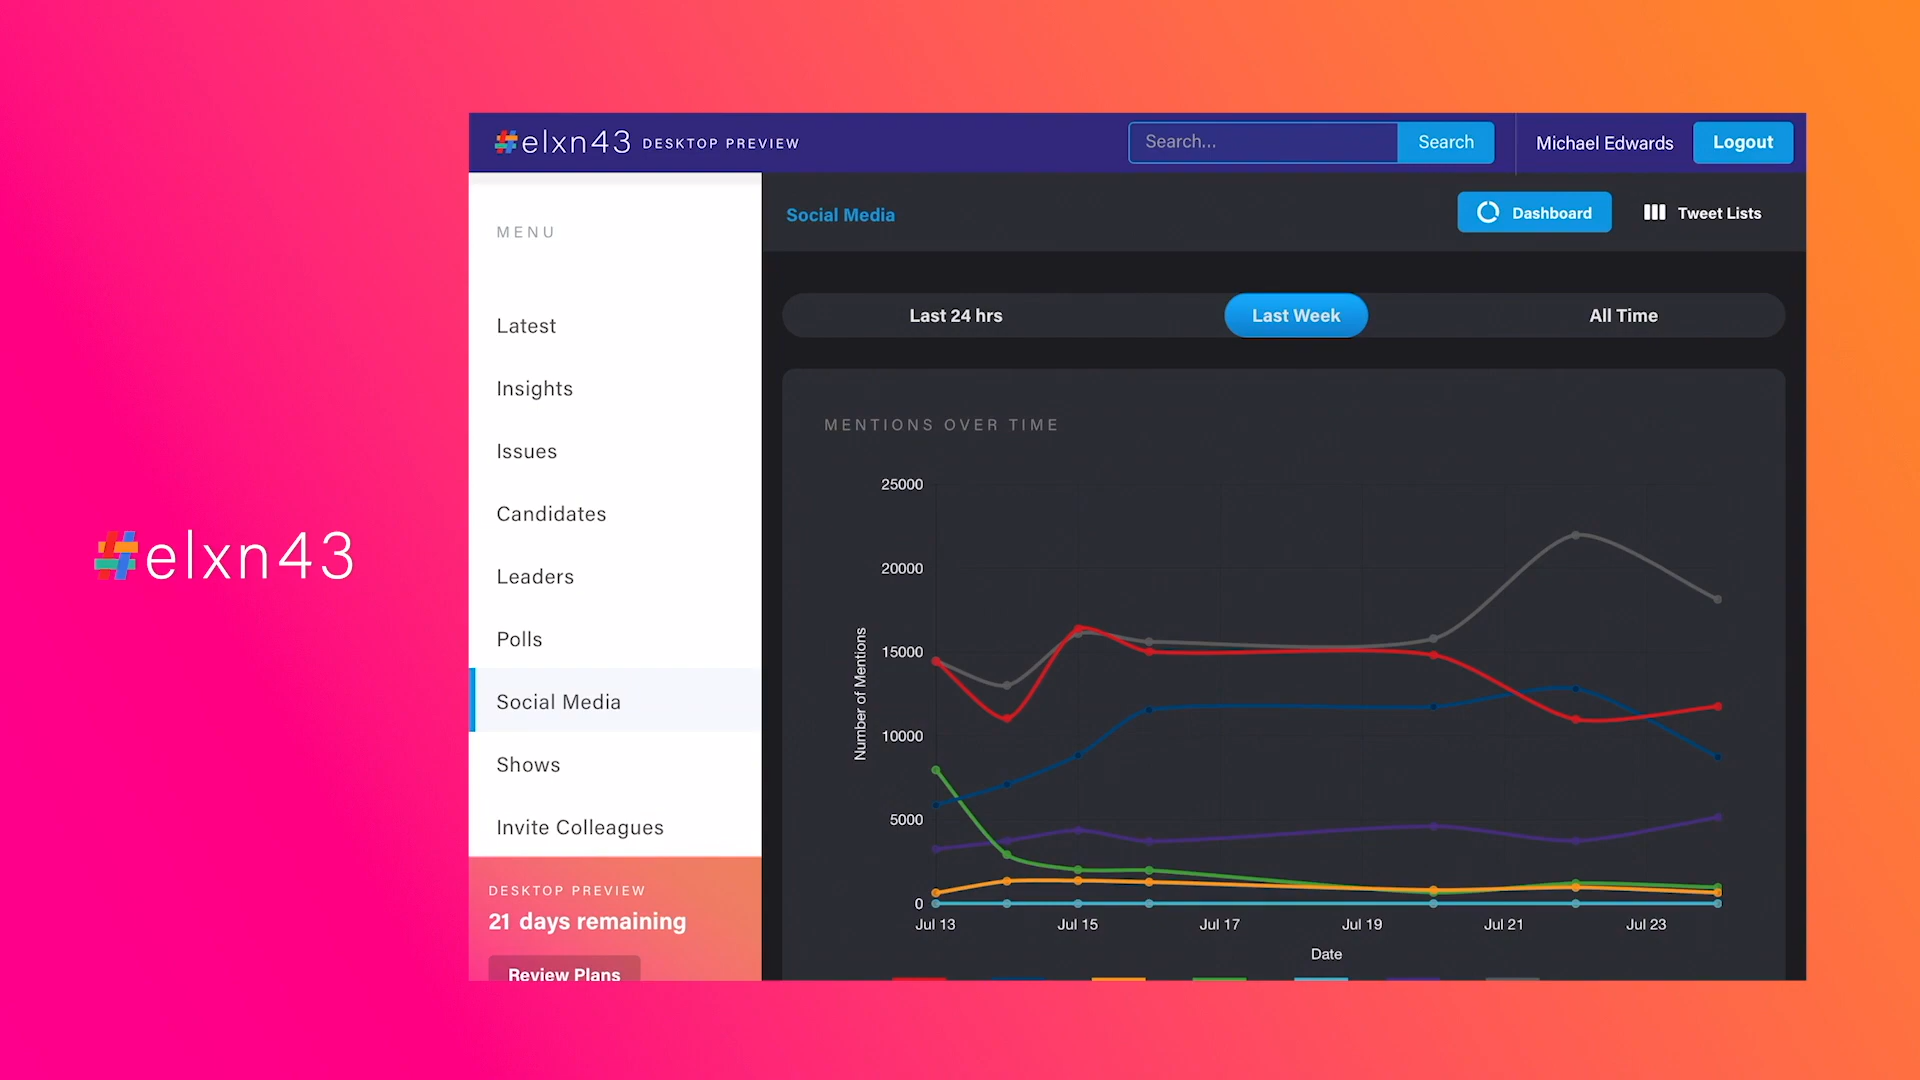 #elxn43
#elxn43 DESKTOP PREVIEW
Search...
Search
Michael Edwards
Logout
MENU
Latest
Insights
Issues
Candidates
Leaders
Polls
Social Media
Shows
Invite Colleagues
DESKTOP PREVIEW
21 days remaining
Review Plans
Social Media
Dashboard
Tweet Lists
Last 24 hrs
Last Week
All Time
MENTIONS OVER TIME
Number of Mentions
25000
20000
15000
10000
5000
0
Jul 13
Jul 15
Jul 17
Jul 19
Jul 21
Jul 23
Date